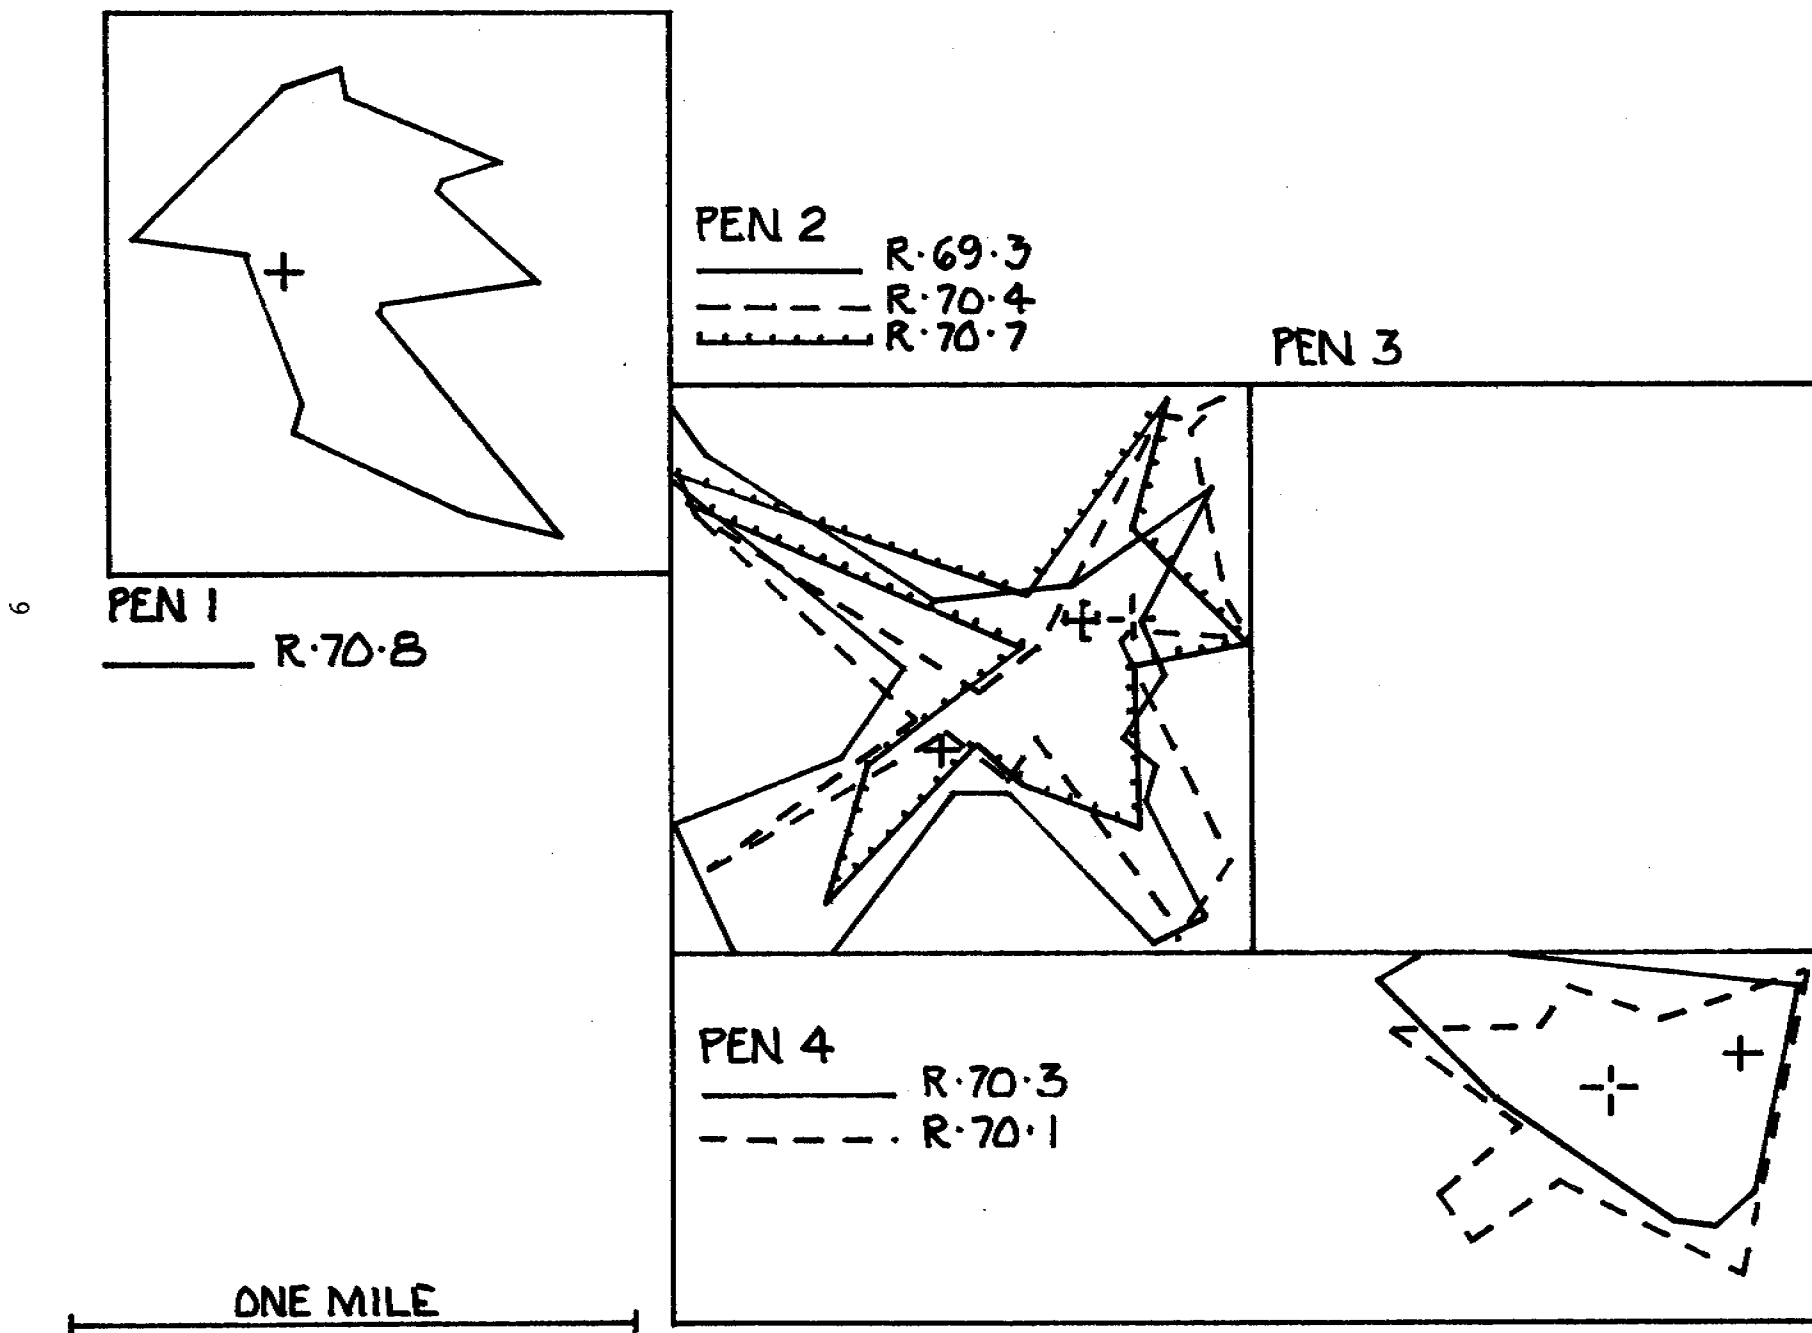 PEN 2
R·69·3
R·70·4
R·70·7
PEN 3
PEN 1
R·70·8
9
PEN 4
R·70·3
R·70·1
ONE MILE